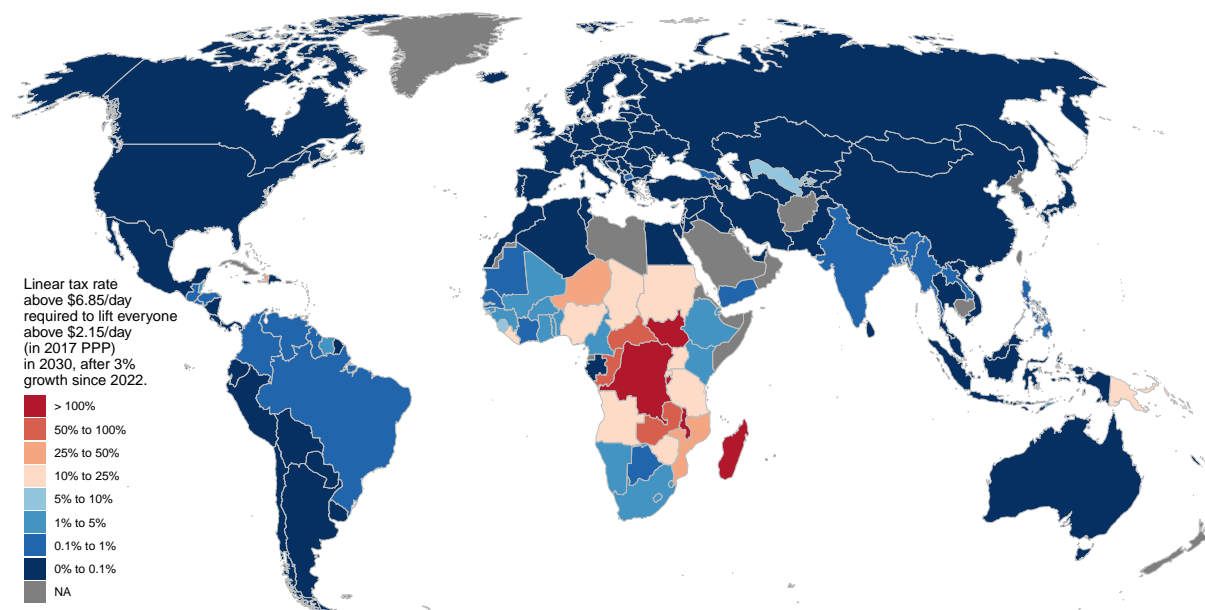 Linear tax rate
above $6.85/day
required to lift everyone
above $2.15/day
(in 2017 PPP)
in 2030, after 3%
growth since 2022.
> 100%
50% to 100%
25% to 50%
10% to 25%
5% to 10%
1% to 5%
0.1% to 1%
0% to 0.1%
NA